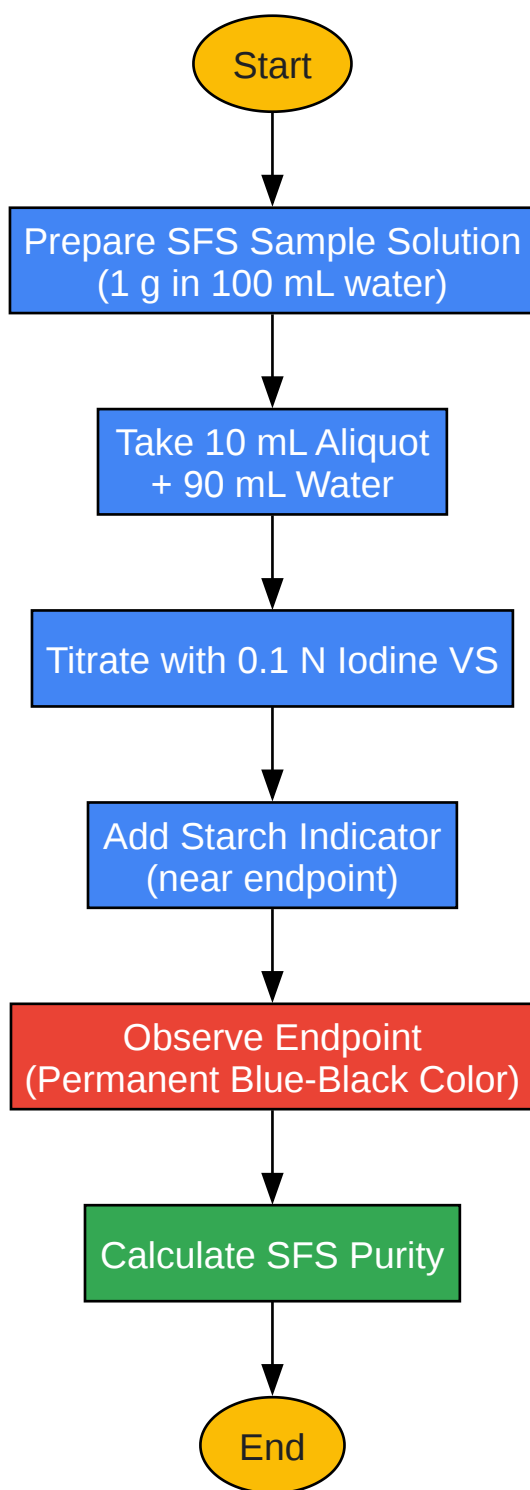 Start
Prepare SFS Sample Solution
(1 g in 100 mL water)
Take 10 mL Aliquot
+ 90 mL Water
Titrate with 0.1 N Iodine VS
Add Starch Indicator
(near endpoint)
Observe Endpoint
(Permanent Blue-Black Color)
Calculate SFS Purity
End